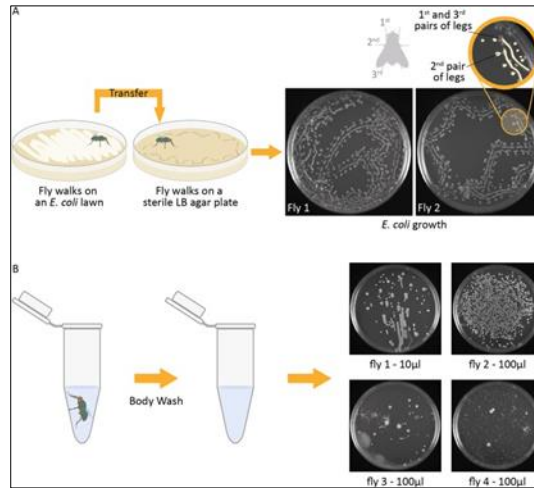 A
1st
2nd
3rd
1st and 3rd
pairs of legs
2nd pair
of legs
Transfer
Fly walks on
an E. coli lawn
Fly walks on a
sterile LB agar plate
Fly 1
Fly 2
E. coli growth
B
Body Wash
fly 1 - 10µl
fly 2 - 100µl
fly 3 - 100µl
fly 4 - 100µl